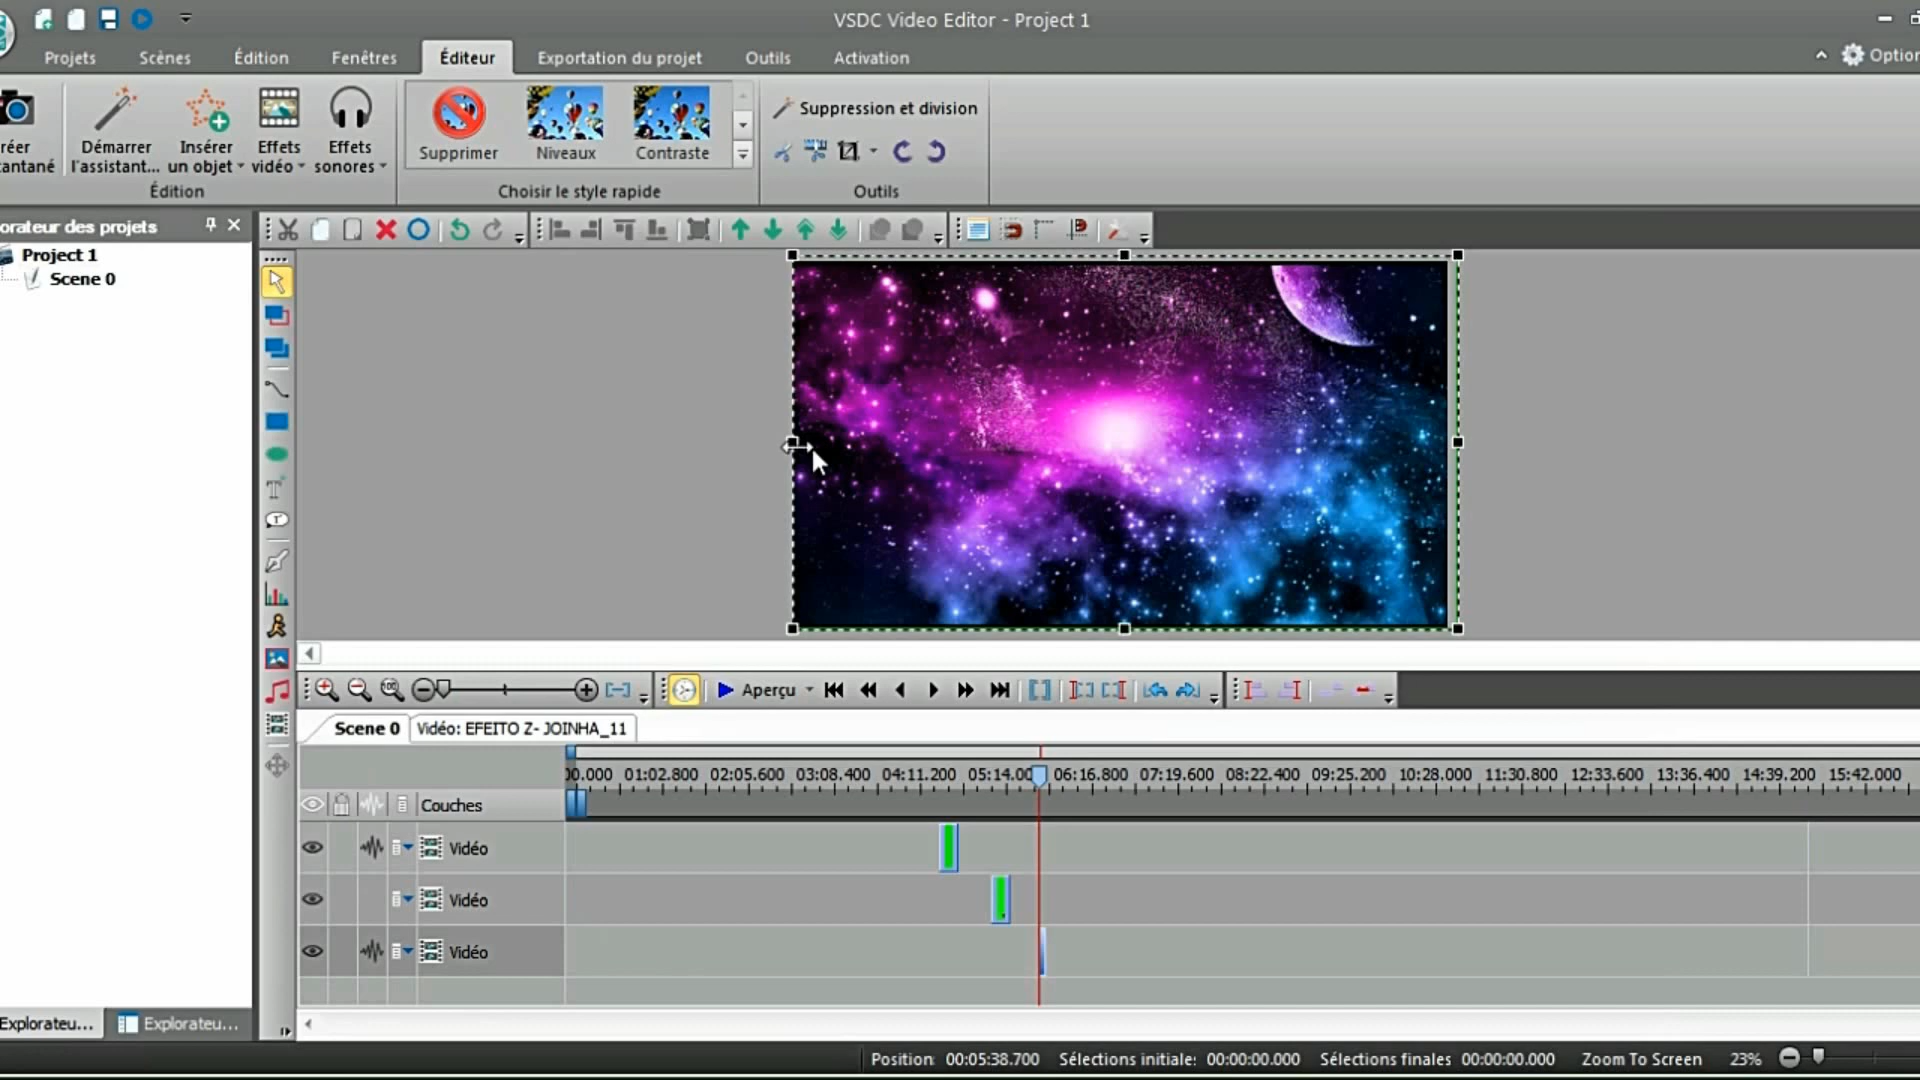 VSDC Video Editor - Project 1
Projets Scènes Édition Fenêtres Éditeur Exportation du projet Outils Activation
Démarrer l'assistant...
Insérer un objet
Effets vidéo
Effets sonores
Édition
Supprimer Niveaux Contraste
Choisir le style rapide
Suppression et division
Outils
Project 1
Scene 0
des projets
Aperçu
Scene 0 Vidéo: EFEITO Z- JOINHA_11
00.000 01:02.800 02:05.600 03:08.400 04:11.200 05:14.00 06:16.800 07:19.600 08:22.400 09:25.200 10:28.000 11:30.800 12:33.600 13:36.400 14:39.200 15:42.000
Couches
Vidéo
Vidéo
Vidéo
Explorateu... Explorateu...
Position: 00:05:38.700 Sélections initiale: 00:00:00.000 Sélections finales 00:00:00.000 Zoom To Screen 23%